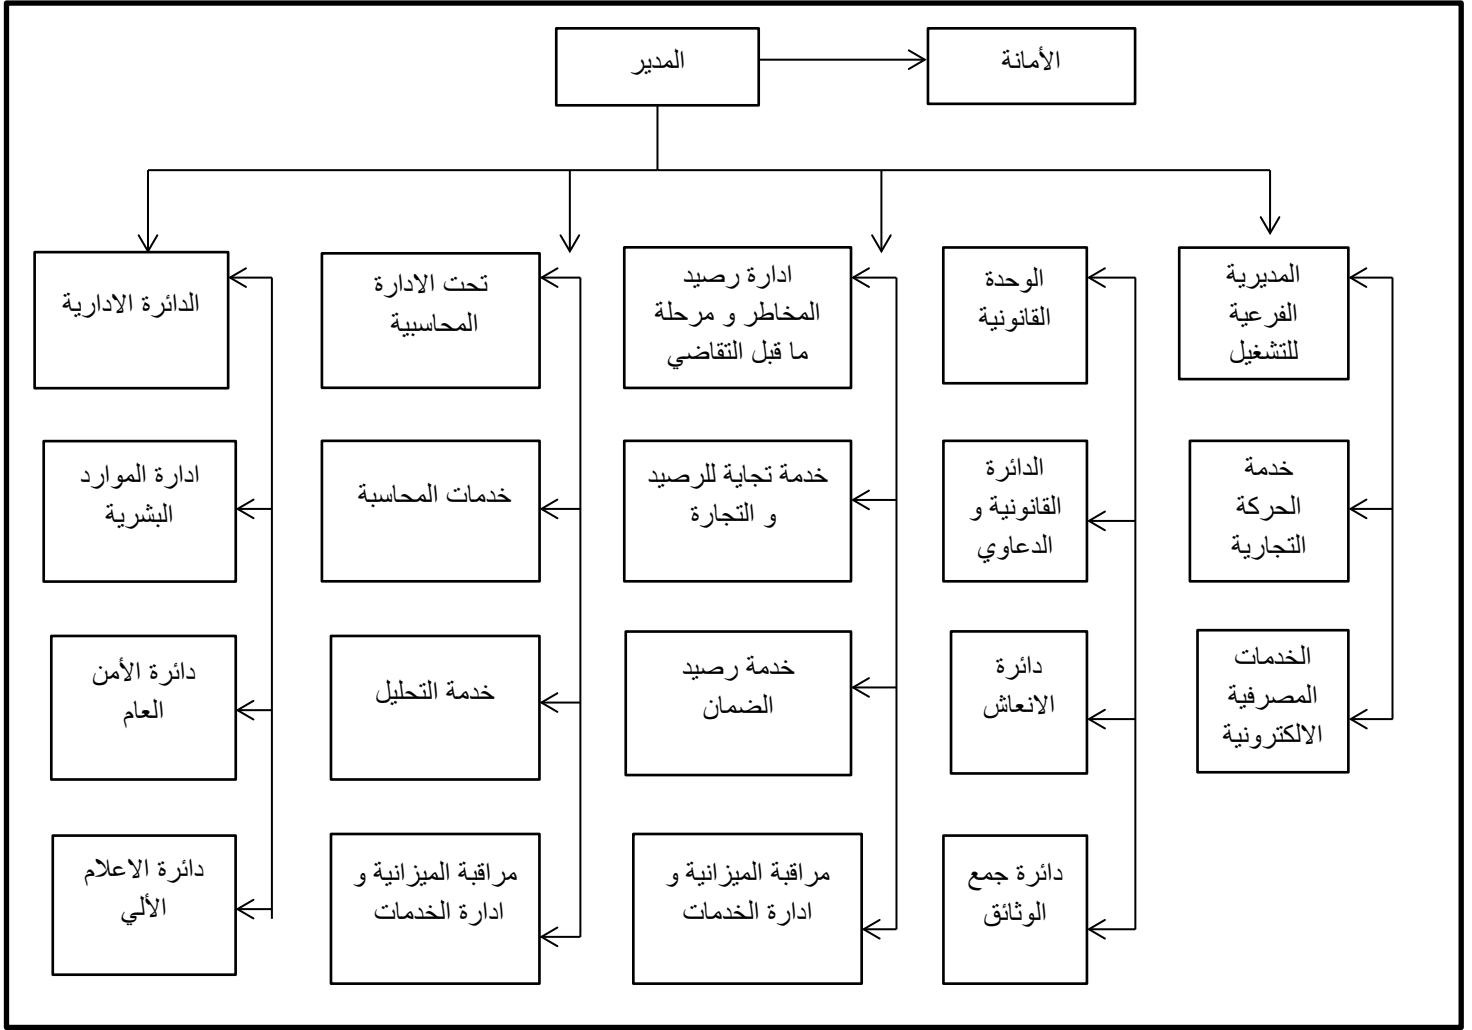 المدير
الأمانة
المديرية
الفرعية
للتشغيل
الوحدة
القانونية
ادارة رصيد
المخاطر و مرحلة
ما قبل التقاضي
تحت الادارة
المحاسبية
الدائرة الادارية
خدمة
الحركة
التجارية
الدائرة
القانونية و
الدعاوي
خدمة تجاية للرصيد
و التجارة
خدمات المحاسبة
ادارة الموارد
البشرية
الخدمات
المصرفية
الالكترونية
دائرة
الانعاش
خدمة رصيد
الضمان
خدمة التحليل
دائرة الأمن
العام
دائرة جمع
الوثائق
مراقبة الميزانية و
ادارة الخدمات
مراقبة الميزانية و
ادارة الخدمات
دائرة الاعلام
الألي